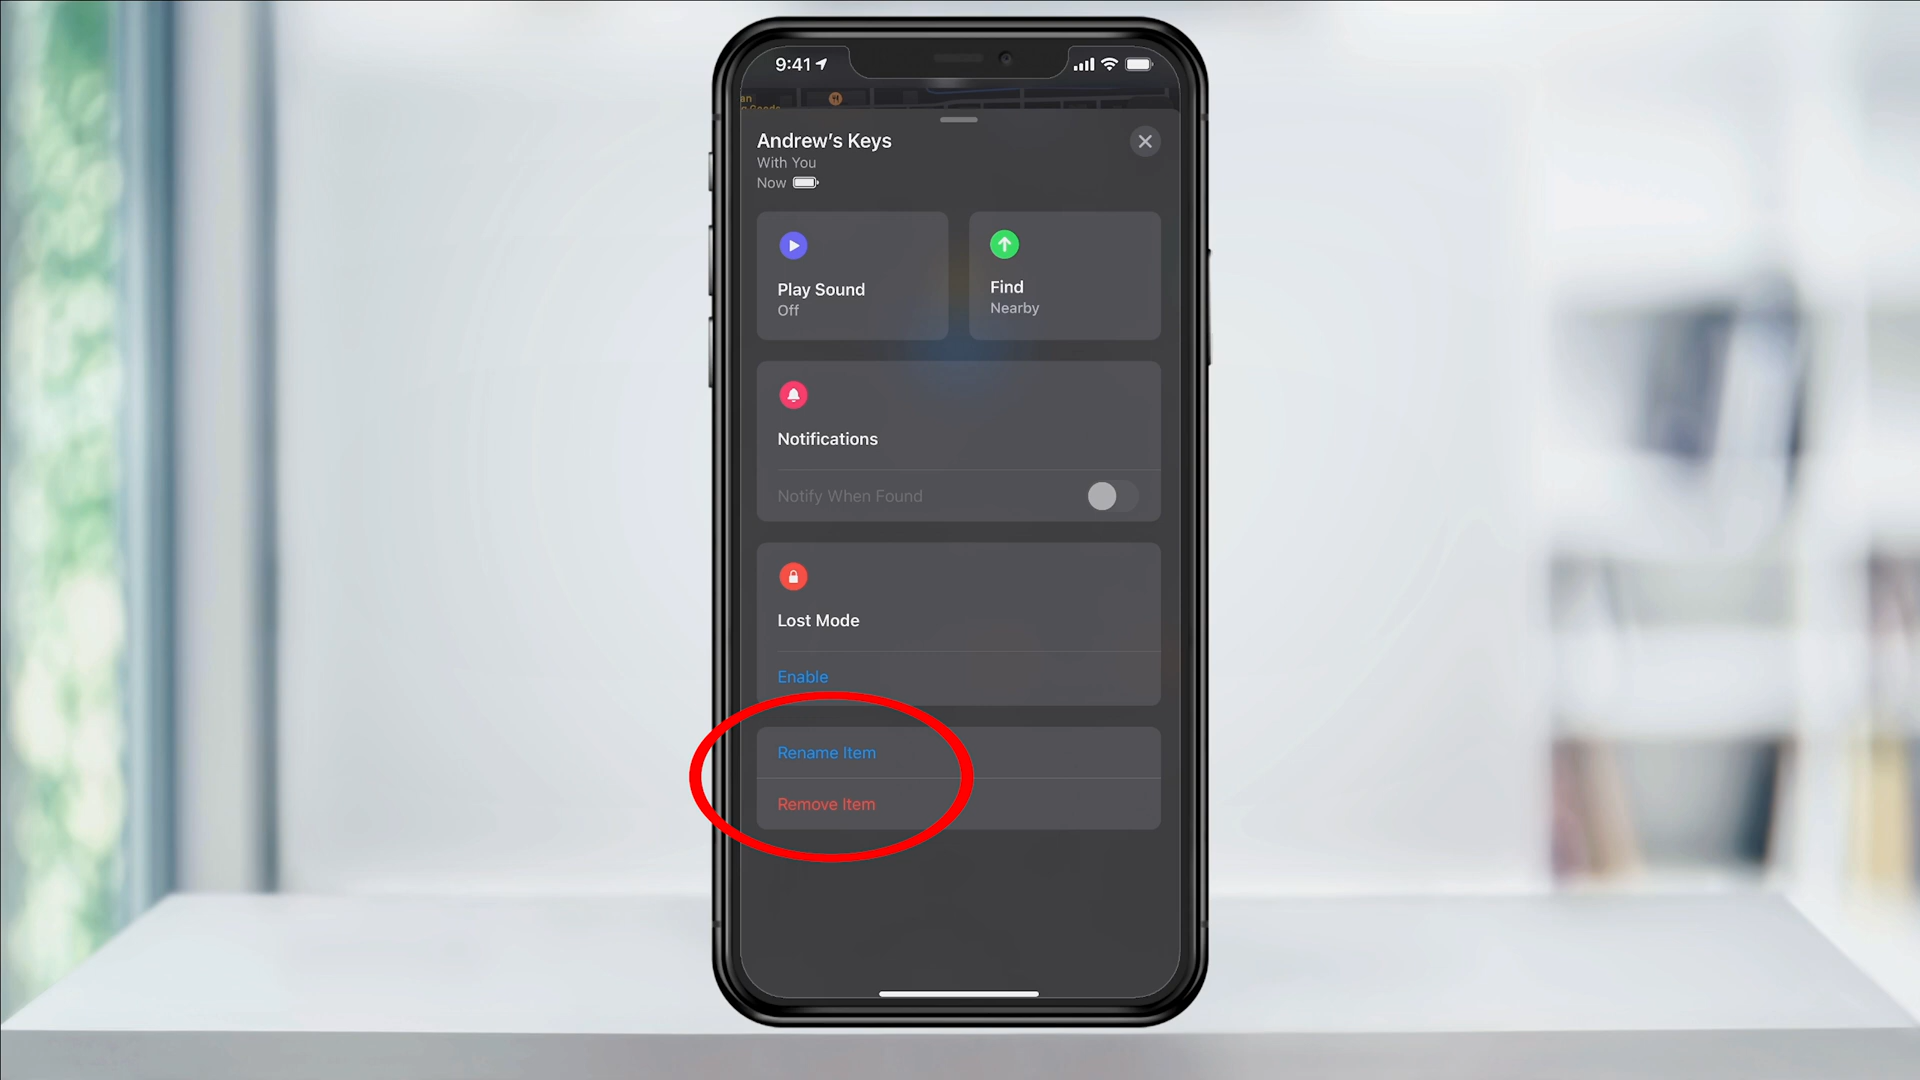 9:41
an
Andrew's Keys
With You
Now
Play Sound
Off
Find
Nearby
Notifications
Notify When Found
Lost Mode
Enable
Rename Item
Remove Item